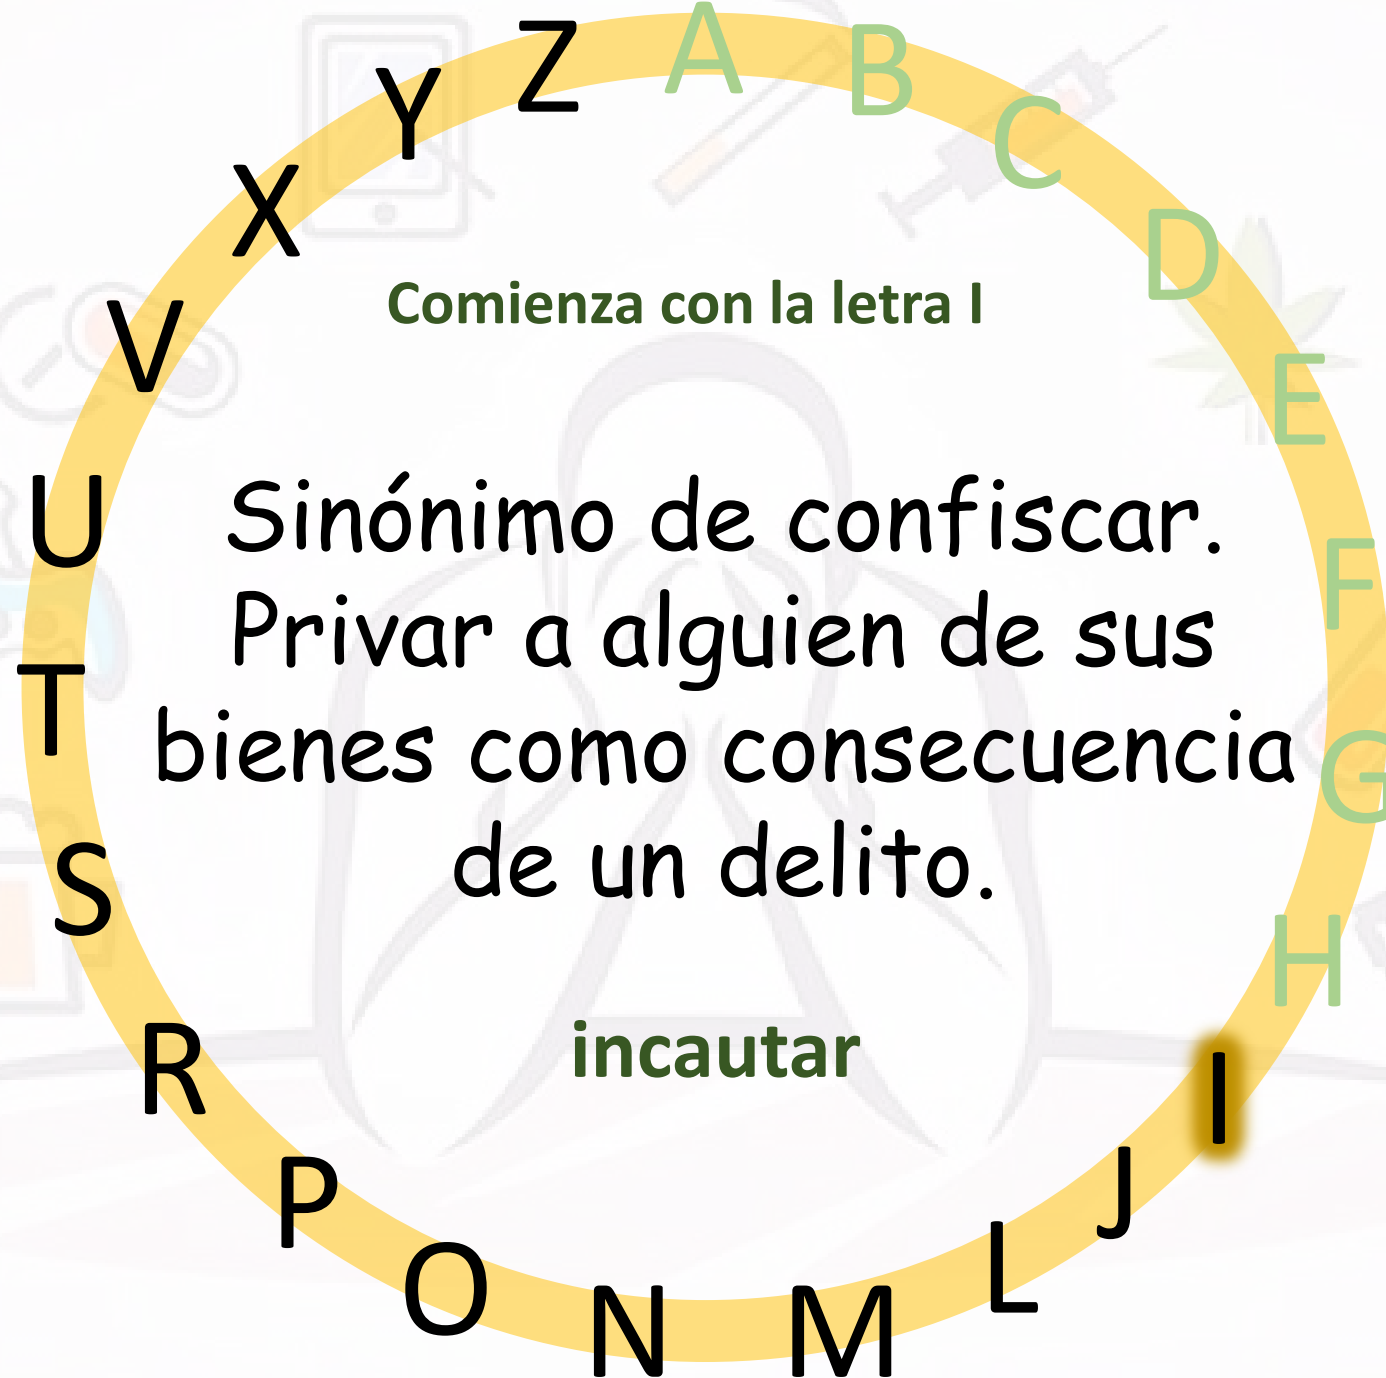 A
B
C
D
E
F
G
H
I
J
L
M
N
O
P
R
S
T
U
V
X
Y
Z
Comienza con la letra I
Sinónimo de confiscar.
Privar a alguien de sus
bienes como consecuencia
de un delito.
incautar